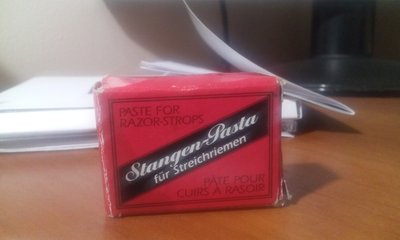 PASTE FOR
RAZOR-STROPS
Stangen-Pasta
für Streichriemen
PÂTE POUR
CUIRS A RASOIR